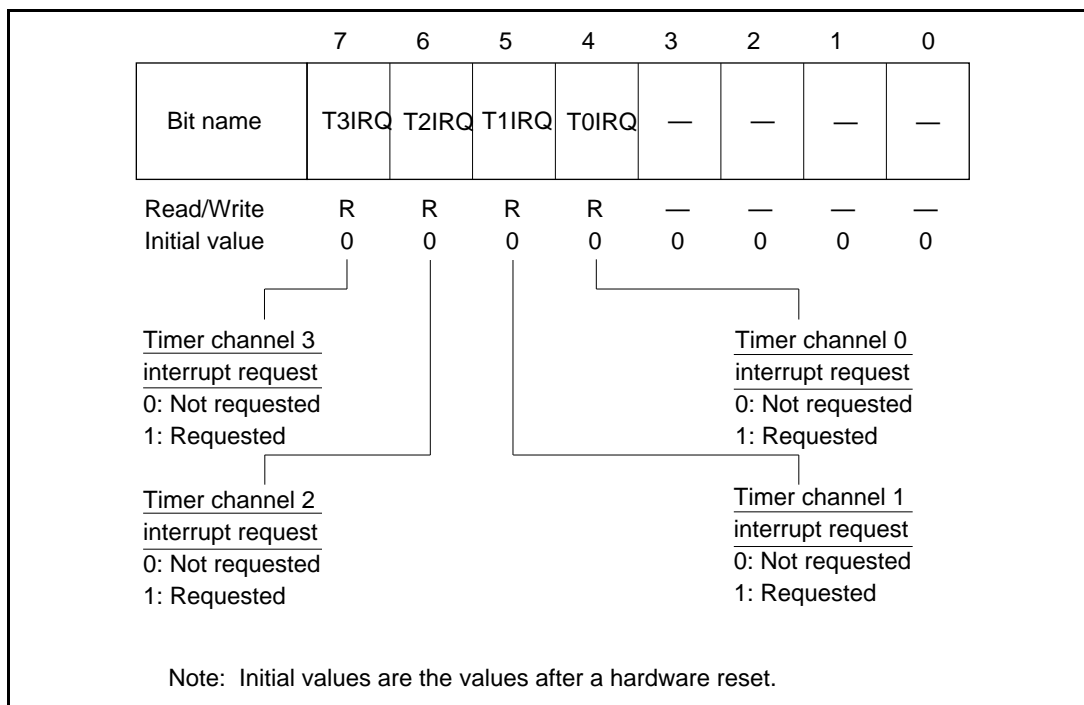 7 6 5 4 3 2 1 0
Bit name T3IRQ T2IRQ T1IRQ T0IRQ — — — —
Read/Write R R R R — — — —
Initial value 0 0 0 0 0 0 0 0
Timer channel 3
interrupt request
0: Not requested
1: Requested
Timer channel 0
interrupt request
0: Not requested
1: Requested
Timer channel 2
interrupt request
0: Not requested
1: Requested
Timer channel 1
interrupt request
0: Not requested
1: Requested
Note: Initial values are the values after a hardware reset.